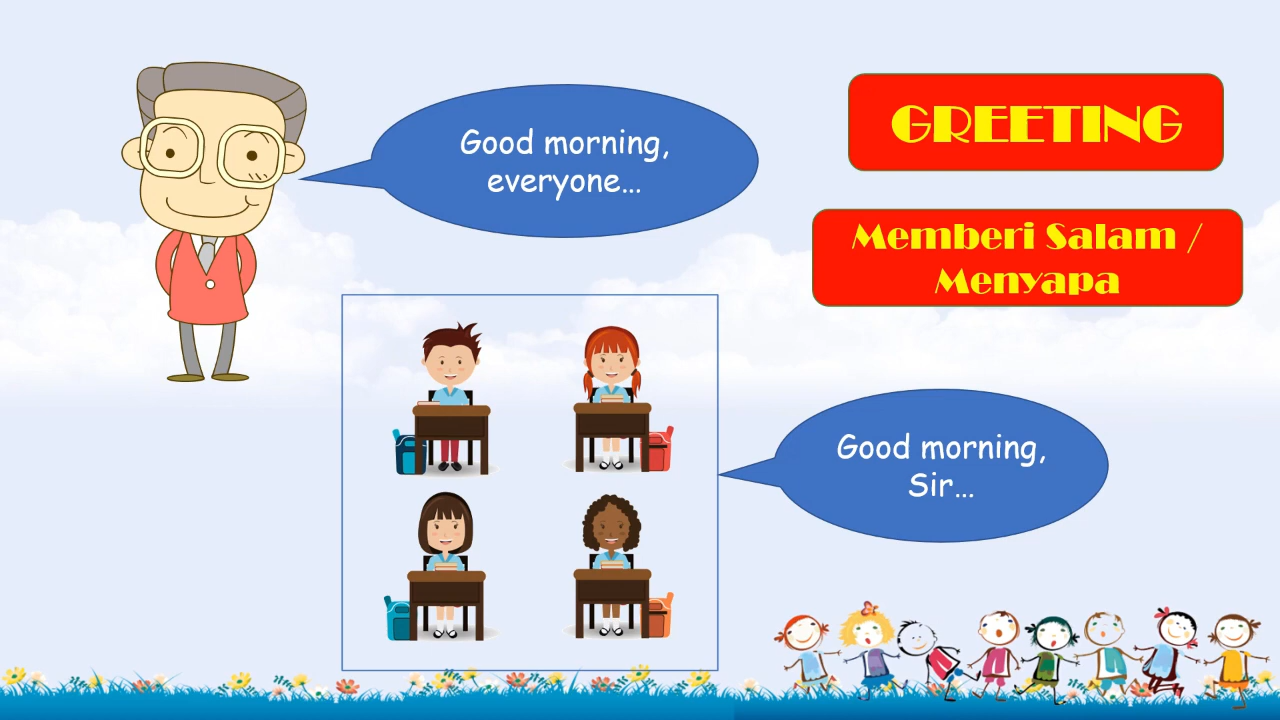 Good morning,
everyone...
GREETING
Memberi Salam /
Menyapa
Good morning,
Sir...